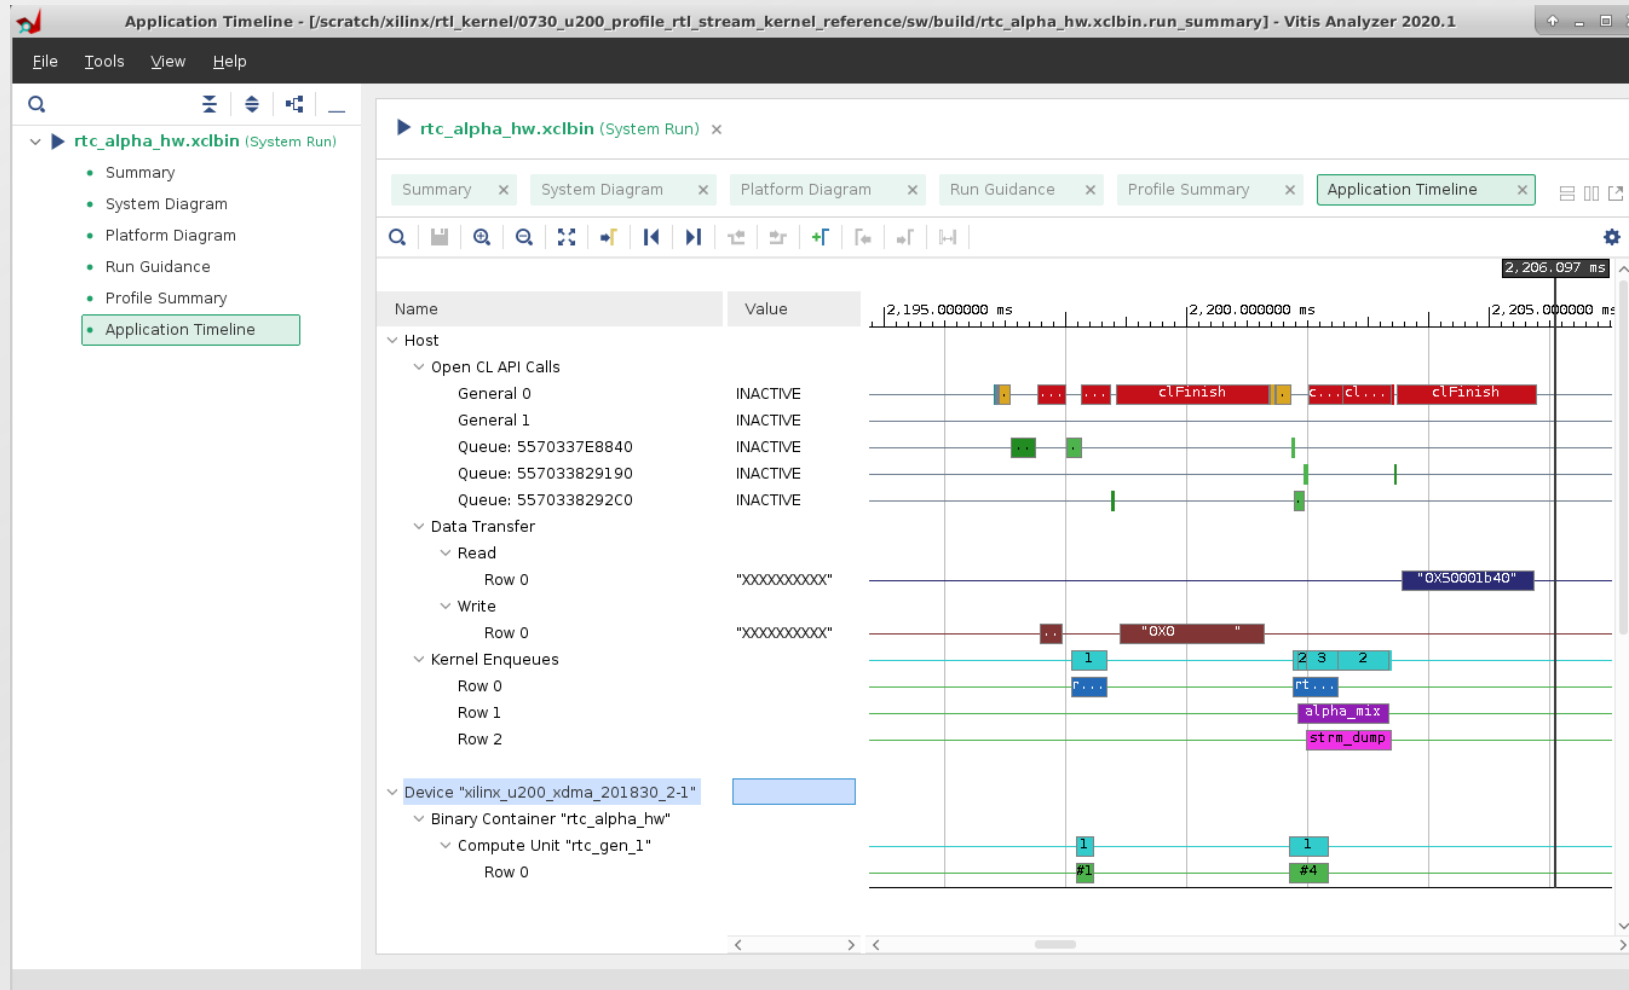 Application Timeline - [/scratch/xilinx/rtl_kernel/0730_u200_profile_rtl_stream_kernel_reference/sw/build/rtc_alpha_hw.xclbin.run_summary] - Vitis Analyzer 2020.1
File Tools View Help
rtc_alpha_hw.xclbin (System Run)
Summary
System Diagram
Platform Diagram
Run Guidance
Profile Summary
Application Timeline
rtc_alpha_hw.xclbin (System Run)
Summary System Diagram Platform Diagram Run Guidance Profile Summary Application Timeline
2,206.097 ms
Name Value 2,195.000000 ms 2,200.000000 ms 2,205.000000 ms
Host
Open CL API Calls
General 0 INACTIVE . ... ... clFinish . c... cl... clFinish
General 1 INACTIVE
Queue: 5570337E8840 INACTIVE .. .
Queue: 557033829190 INACTIVE
Queue: 5570338292C0 INACTIVE .
Data Transfer
Read
Row 0 "XXXXXXXXXX" "0X50001b40"
Write
Row 0 "XXXXXXXXXX" .. "0X0 "
Kernel Enqueues 1 2 3 2
Row 0 r... rt...
Row 1 alpha_mix
Row 2 strm_dump
Device "xilinx_u200_xdma_201830_2-1"
Binary Container "rtc_alpha_hw"
Compute Unit "rtc_gen_1" 1 1
Row 0 #1 #4